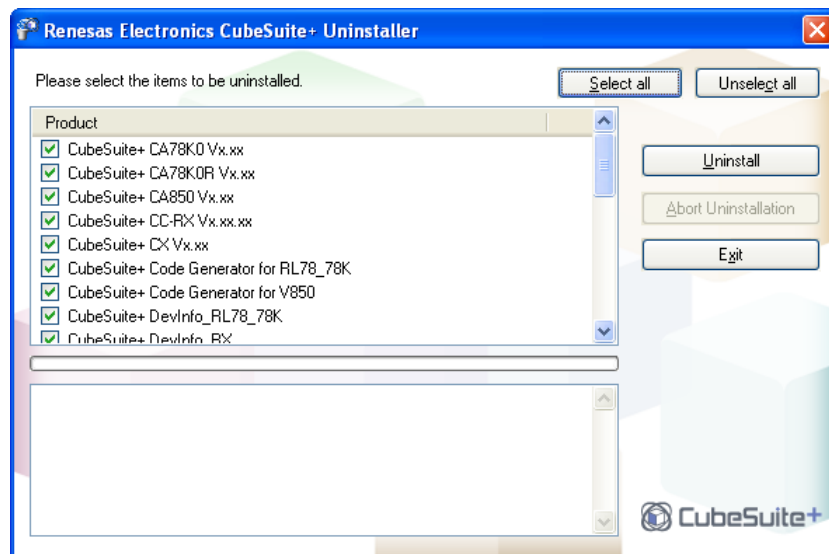 Renesas Electronics CubeSuite+ Uninstaller
Please select the items to be uninstalled.
Select all
Unselect all
Product
CubeSuite+ CA78K0 Vx.xx
CubeSuite+ CA78K0R Vx.xx
CubeSuite+ CA850 Vx.xx
CubeSuite+ CC-RX Vx.xx.xx
CubeSuite+ CX Vx.xx
CubeSuite+ Code Generator for RL78_78K
CubeSuite+ Code Generator for V850
CubeSuite+ DevInfo_RL78_78K
CubeSuite+ DevInfo_RX
Uninstall
Abort Uninstallation
Exit
CubeSuite+